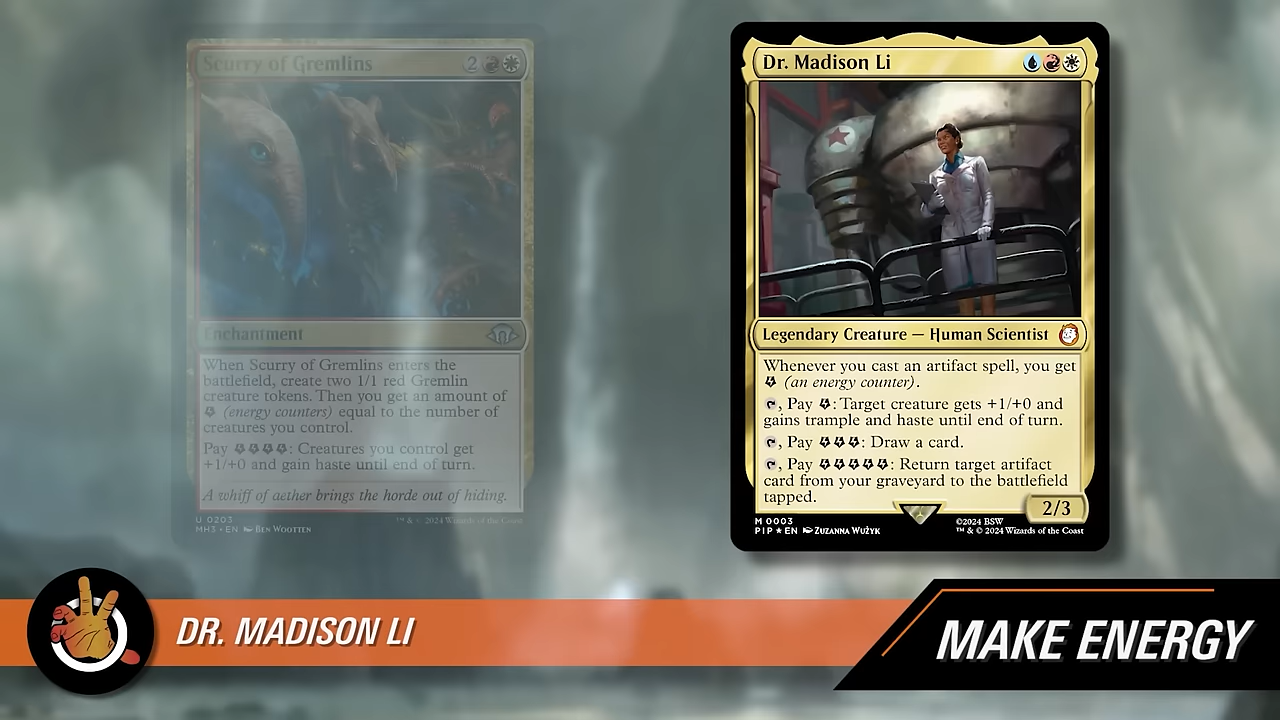 Scurry of Gremlins 2
Enchantment
When Scurry of Gremlins enters the
battlefield, create two 1/1 red Gremlin
creature tokens. Then you get an amount of
(energy counters) equal to the number of
creatures you control.
Pay : Creatures you control get
+1/+0 and gain haste until end of turn.
A whiff of aether brings the horde out of hiding.
U 0203
MH3 • EN BEN WOOTTEN
™ & © 2024 Wizards of the Coast
Dr. Madison Li
Legendary Creature — Human Scientist
Whenever you cast an artifact spell, you get
(an energy counter).
, Pay : Target creature gets +1/+0 and
gains trample and haste until end of turn.
, Pay : Draw a card.
, Pay : Return target artifact
card from your graveyard to the battlefield
tapped.
2/3
M 0003
PIP ★ EN ZUZANNA WUŻYK
©2024 BSW
™ & © 2024 Wizards of the Coast
DR. MADISON LI
MAKE ENERGY